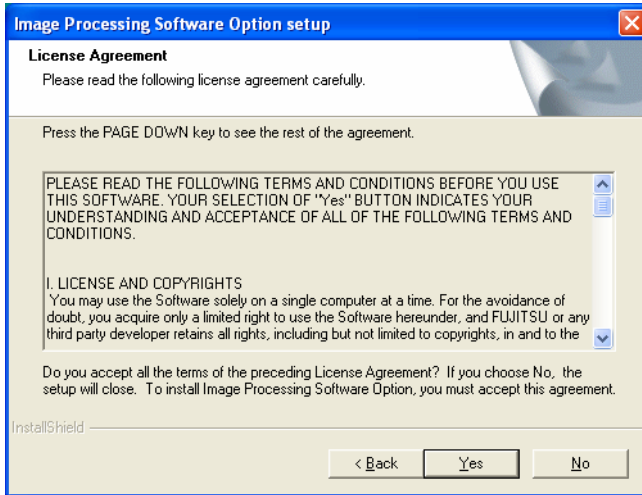 Image Processing Software Option setup
License Agreement
Please read the following license agreement carefully.
Press the PAGE DOWN key to see the rest of the agreement.
PLEASE READ THE FOLLOWING TERMS AND CONDITIONS BEFORE YOU USE
THIS SOFTWARE. YOUR SELECTION OF "Yes" BUTTON INDICATES YOUR
UNDERSTANDING AND ACCEPTANCE OF ALL OF THE FOLLOWING TERMS AND
CONDITIONS.
I. LICENSE AND COPYRIGHTS
You may use the Software solely on a single computer at a time. For the avoidance of
doubt, you acquire only a limited right to use the Software hereunder, and FUJITSU or any
third party developer retains all rights, including but not limited to copyrights, in and to the
Do you accept all the terms of the preceding License Agreement? If you choose No, the
setup will close. To install Image Processing Software Option, you must accept this agreement.
InstallShield
< Back Yes No